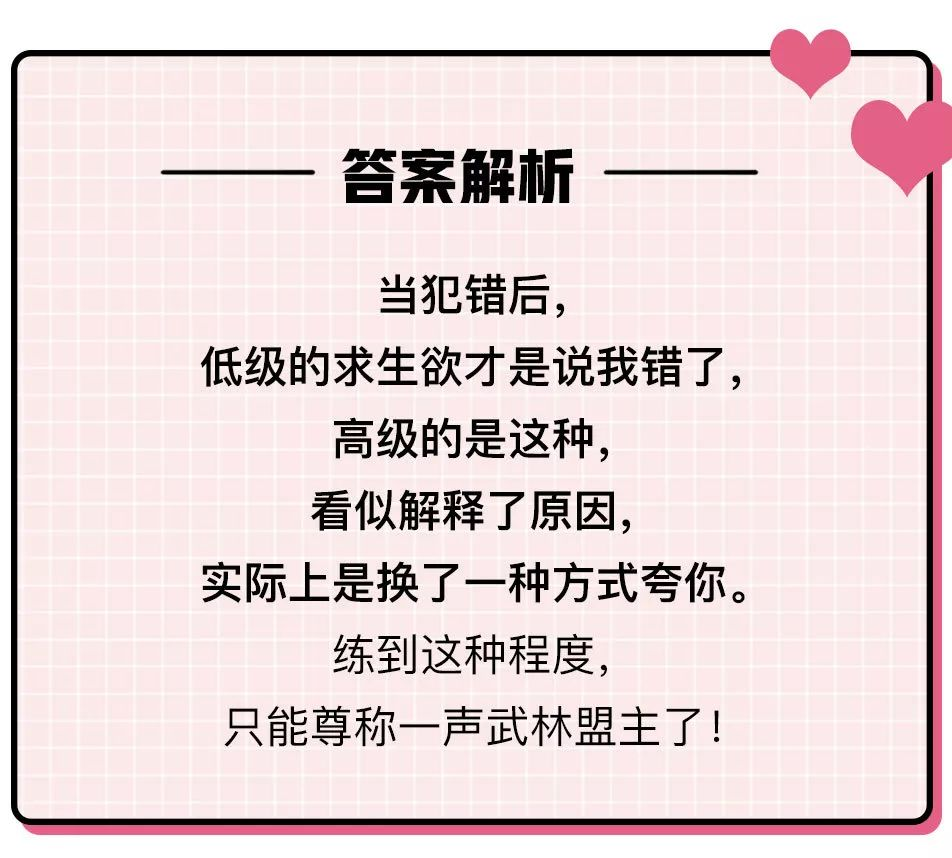 答案解析
当犯错后，
低级的求生欲才是说我错了，
高级的是这种，
看似解释了原因，
实际上是换了一种方式夸你。
练到这种程度，
只能尊称一声武林盟主了！